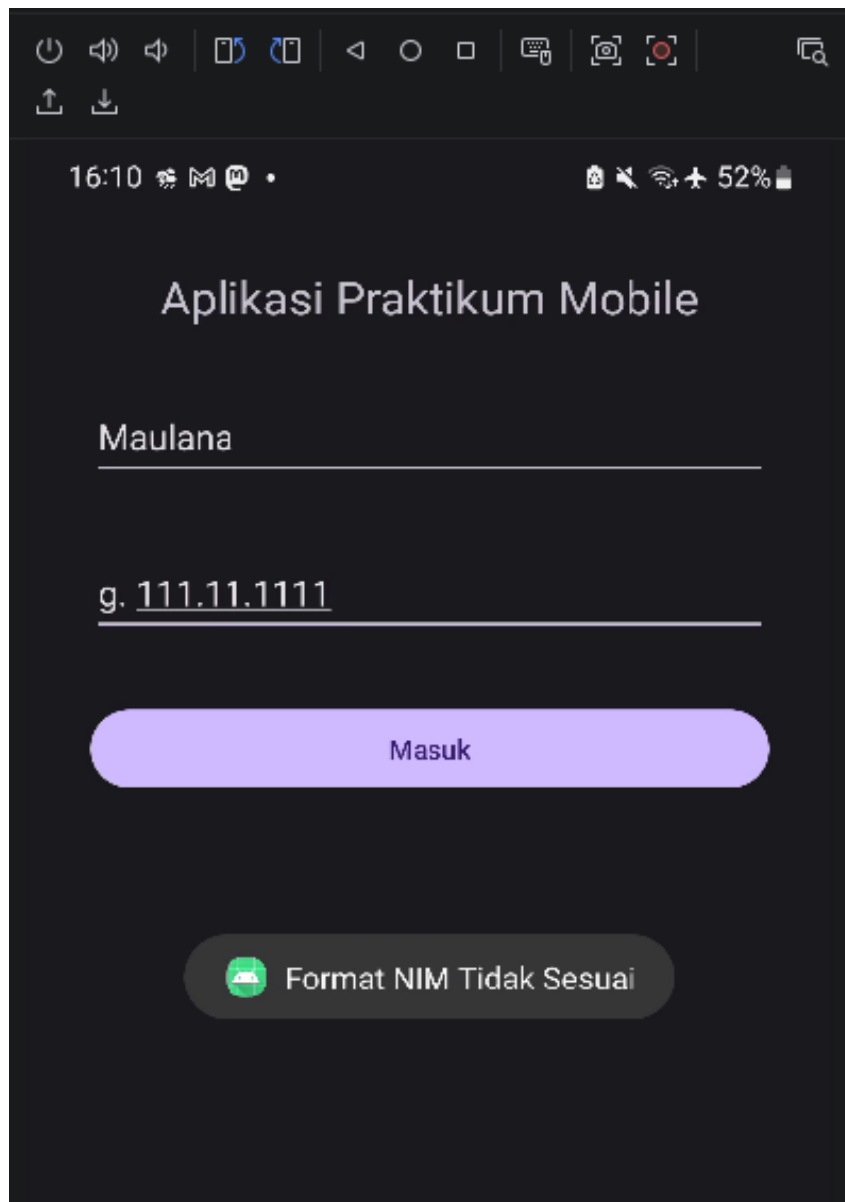 16:10 52%
Aplikasi Praktikum Mobile
Maulana
g. 111.11.1111
Masuk
Format NIM Tidak Sesuai